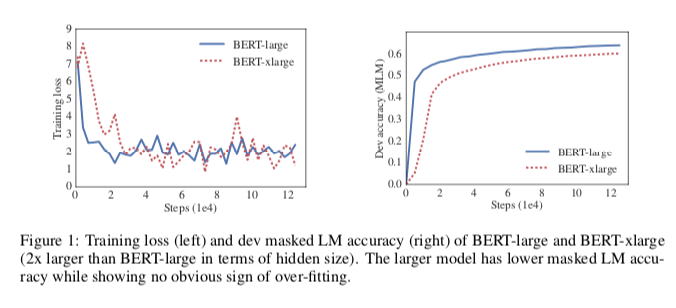 9
8
7
6
5
4
3
2
1
0
Training loss
BERT-large
BERT-xlarge
0 2 4 6 8 10 12
Steps (1e4)
0.6
0.5
0.4
0.3
0.2
0.1
0.0
Dev accuracy (MLM)
BERT-large
BERT-xlarge
0 2 4 6 8 10 12
Steps (1e4)
Figure 1: Training loss (left) and dev masked LM accuracy (right) of BERT-large and BERT-xlarge
(2x larger than BERT-large in terms of hidden size). The larger model has lower masked LM accu-
racy while showing no obvious sign of over-fitting.